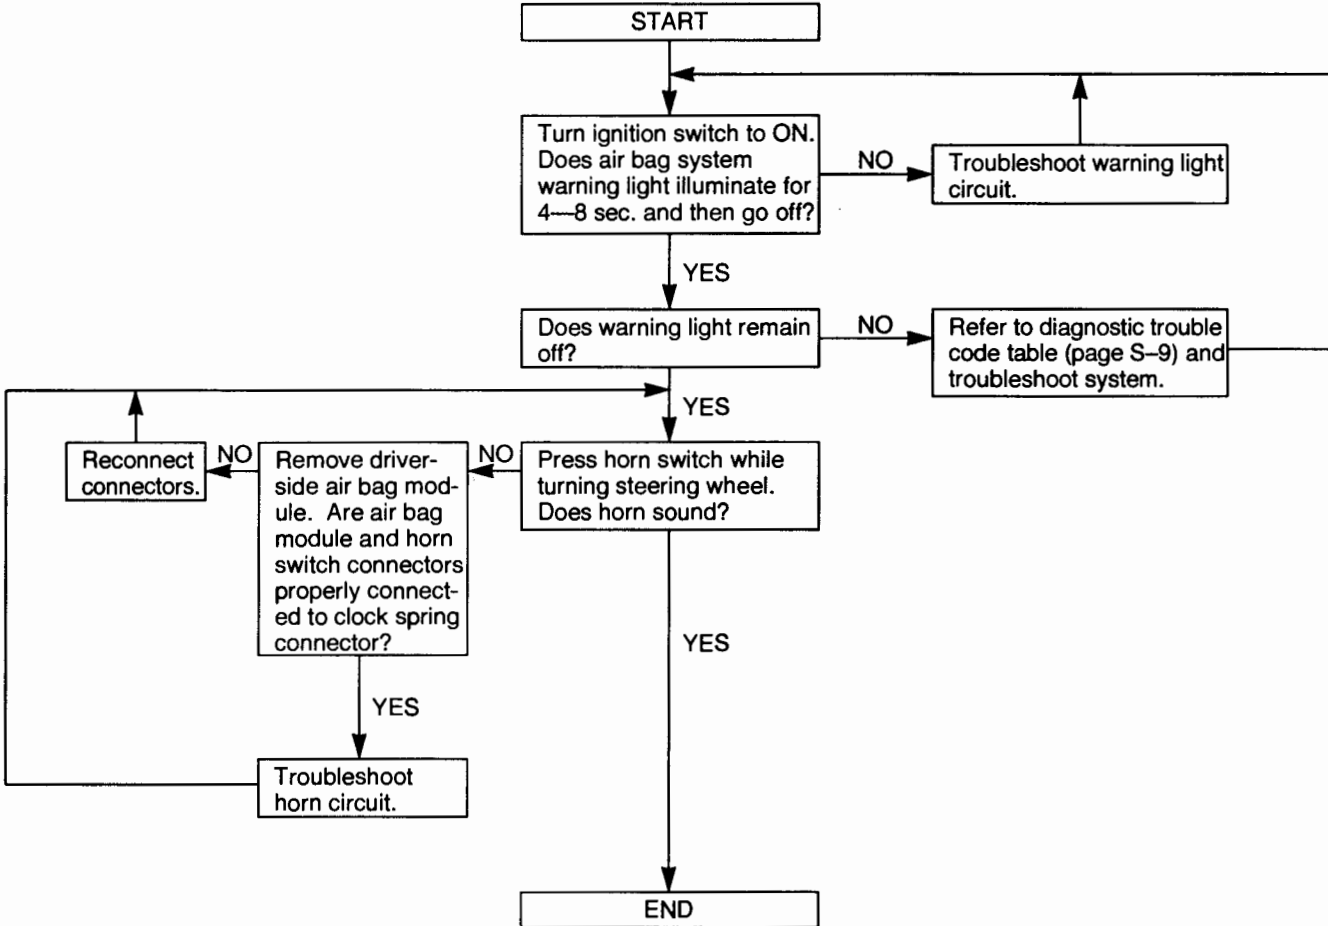 START
Turn ignition switch to ON.
Does air bag system
warning light illuminate for
4—8 sec. and then go off?
NO
Troubleshoot warning light
circuit.
YES
Does warning light remain
off?
NO
Refer to diagnostic trouble
code table (page S–9) and
troubleshoot system.
YES
Press horn switch while
turning steering wheel.
Does horn sound?
NO
Remove driver-
side air bag mod-
ule. Are air bag
module and horn
switch connectors
properly connect-
ed to clock spring
connector?
NO
Reconnect
connectors.
YES
Troubleshoot
horn circuit.
YES
END